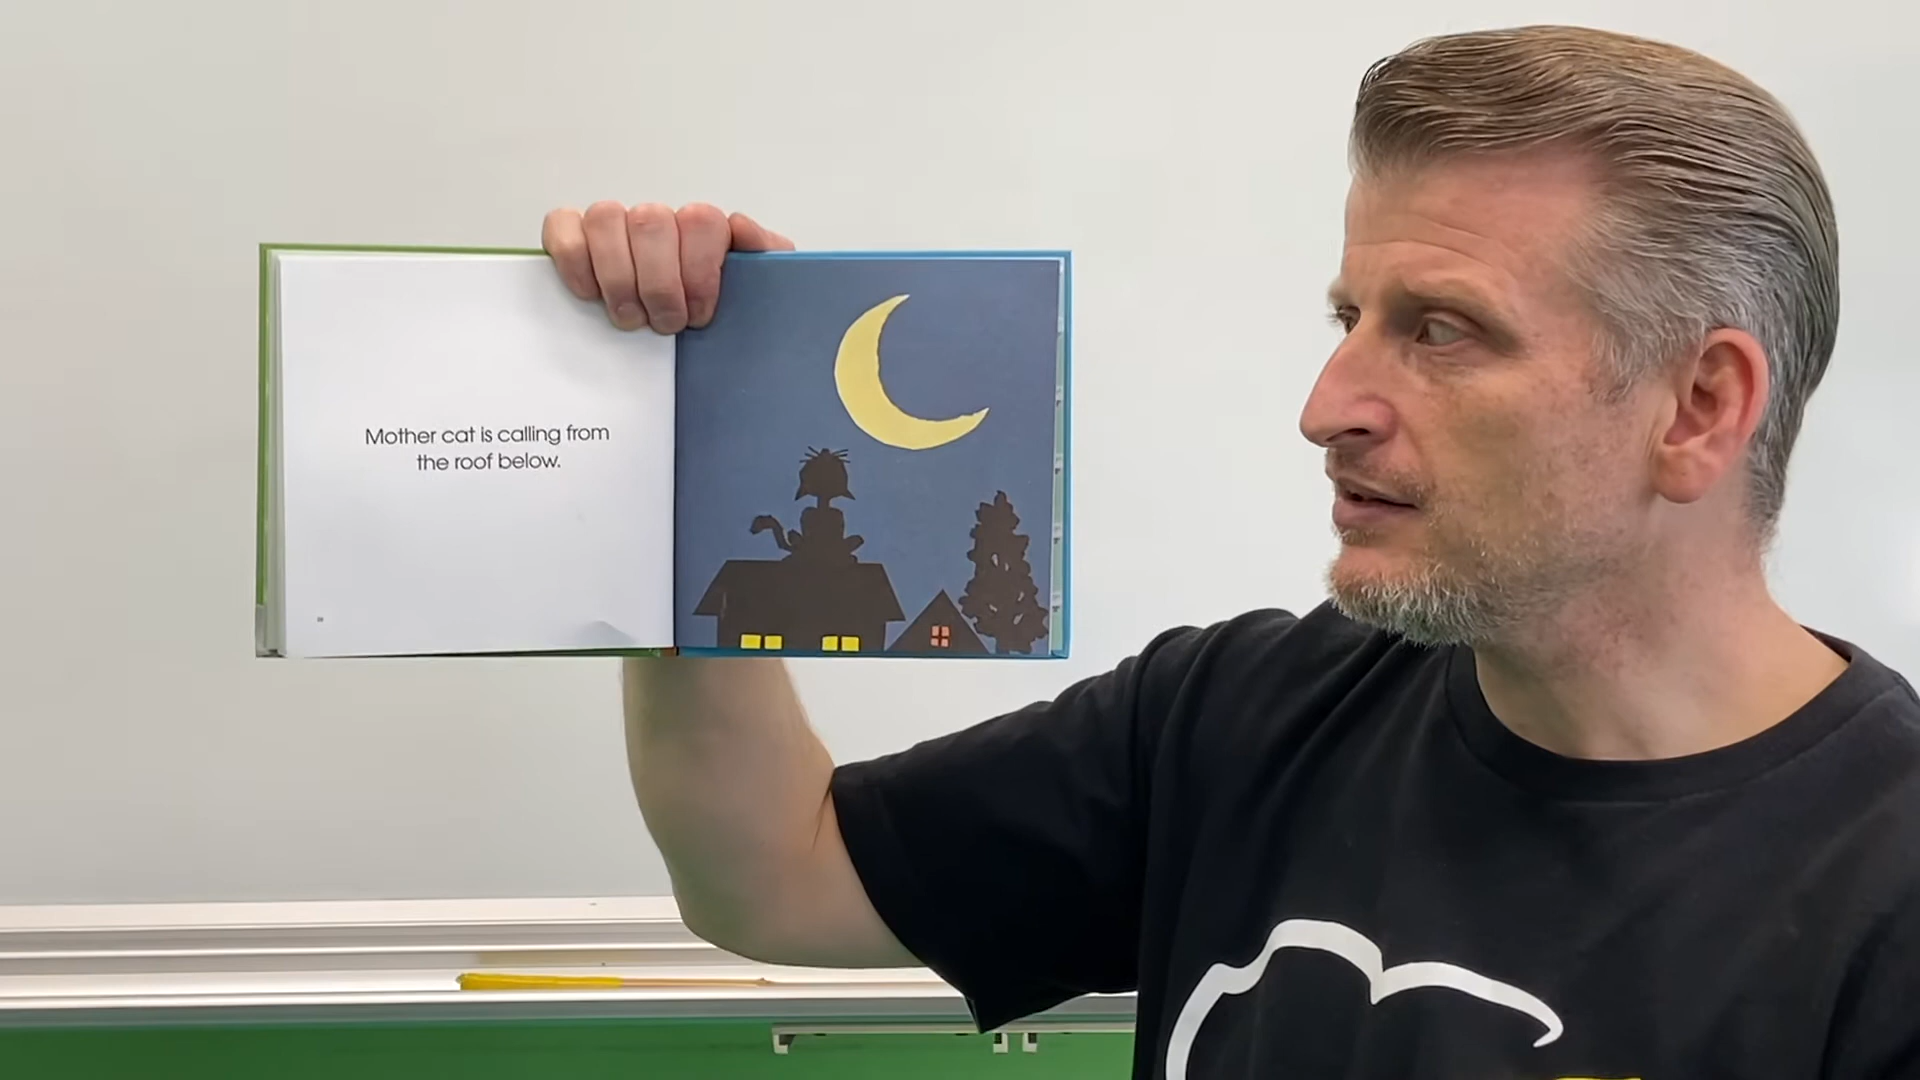 Mother cat is calling from
the roof below.